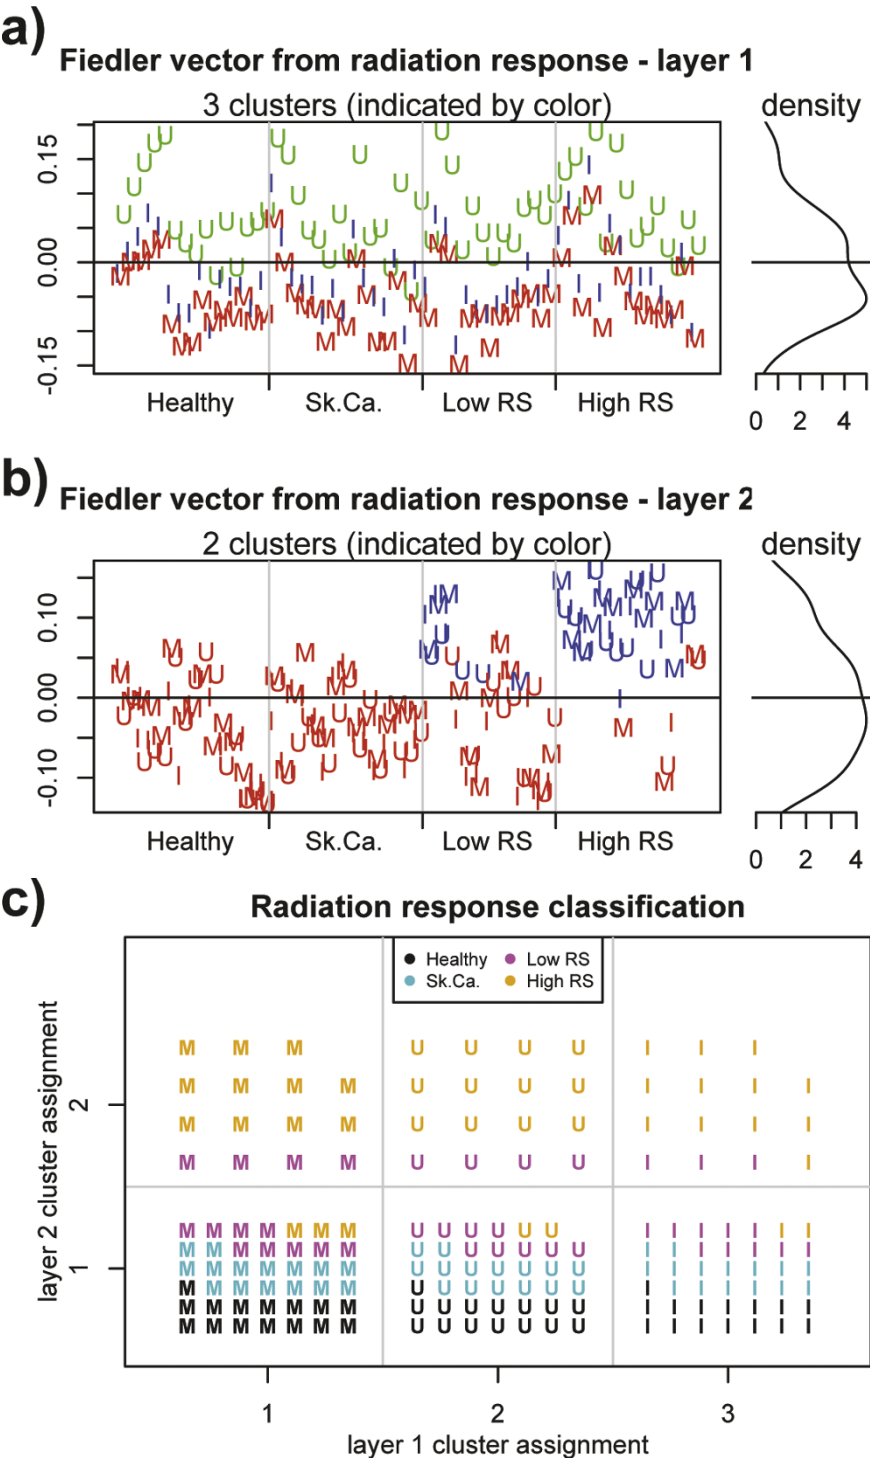 a)
Fiedler vector from radiation response - layer 1
3 clusters (indicated by color)
density
0.15
0.00
-0.15
Healthy
Sk.Ca.
Low RS
High RS
0 2 4
b)
Fiedler vector from radiation response - layer 2
2 clusters (indicated by color)
density
0.10
0.00
-0.10
Healthy
Sk.Ca.
Low RS
High RS
0 2 4
c)
Radiation response classification
Healthy
Low RS
Sk.Ca.
High RS
layer 2 cluster assignment
2
1
M M M U U U U I I I
M M M M U U U U I I I I
M M M M U U U U I I I I
M M M M U U U U I I I I
M M M M M M M U U U U U U I I I I I I I
M M M M M M M U U U U U U U I I I I I I I
M M M M M M M U U U U U U U I I I I I I I
M M M M M M M U U U U U U U I I I I I I I
M M M M M M M U U U U U U U I I I I I I I
M M M M M M M U U U U U U U I I I I I I I
1
2
3
layer 1 cluster assignment